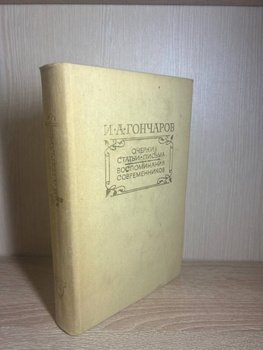 И·А·ГОНЧАРОВ
ОЧЕРКИ
СТАТЬИ ПИСЬМА
ВОСПОМИНАНИЯ
СОВРЕМЕННИКОВ